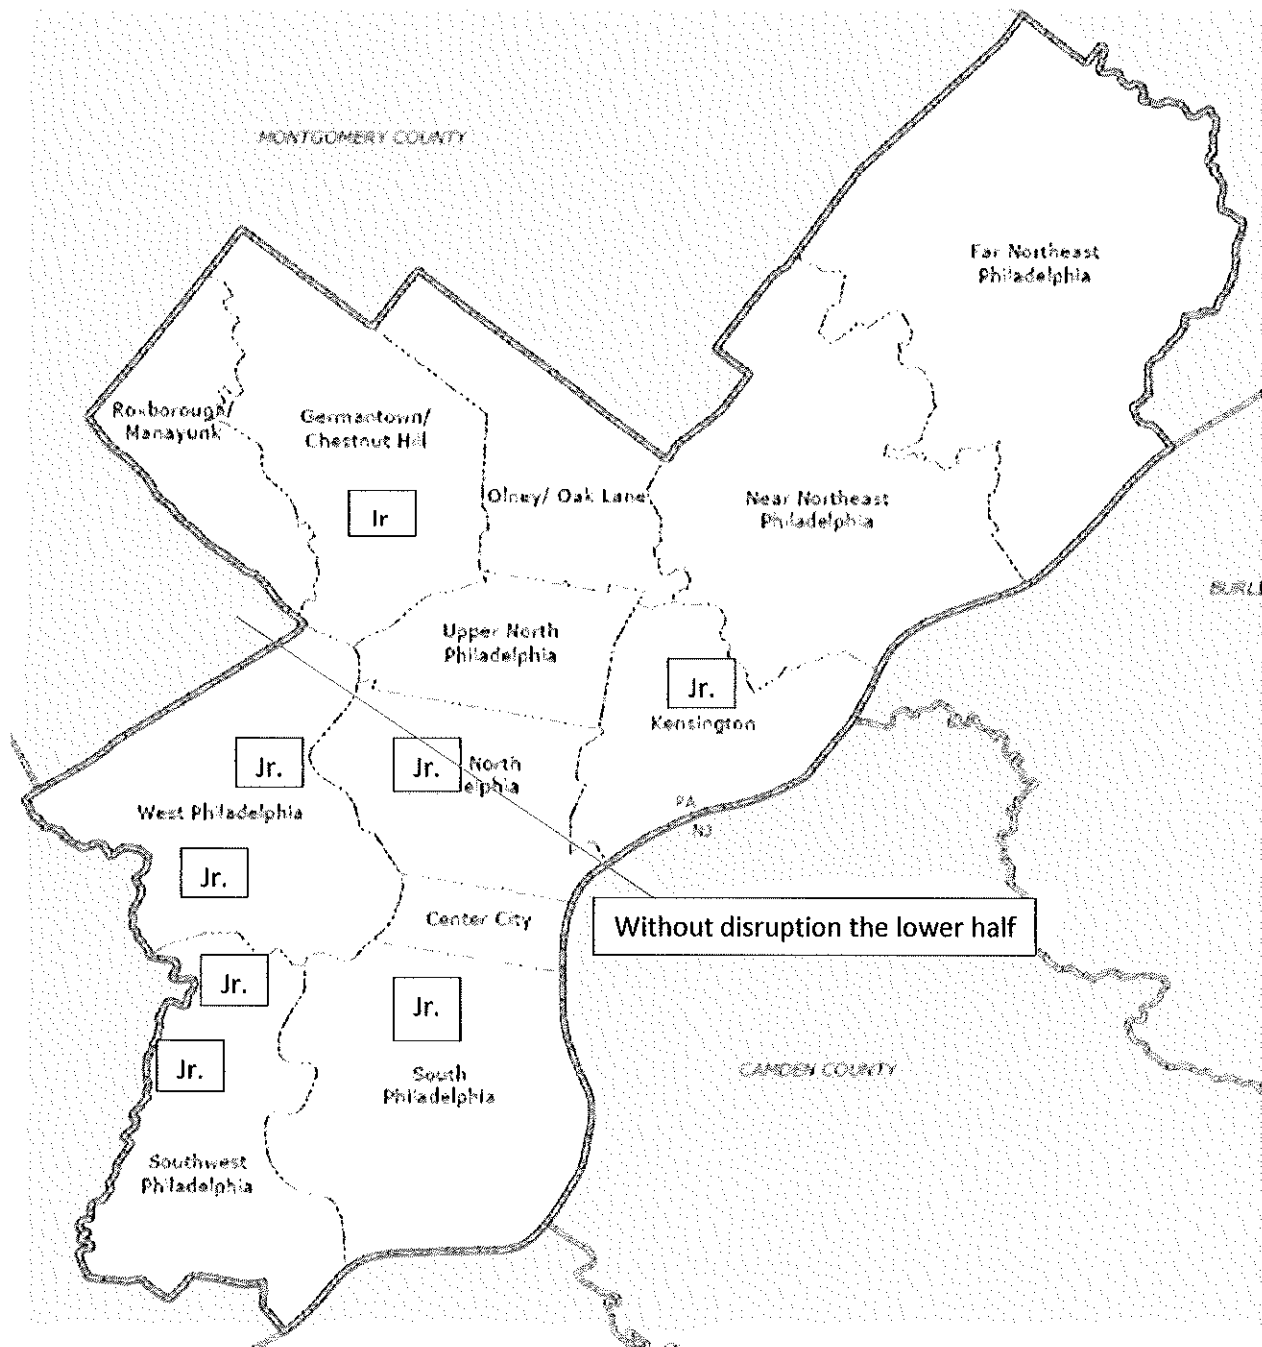 MONTGOMERY COUNTY
Far Northeast
Philadelphia
Roxborough/
Manayunk
Germantown/
Chestnut Hill
Ir
Olney/ Oak Lane
Near Northeast
Philadelphia
BURL
Upper North
Philadelphia
Jr.
Kensington
Jr.
Jr.
North
elphia
West Philadelphia
PA
NJ
Jr.
Center City
Without disruption the lower half
Jr.
Jr.
Jr.
South
Philadelphia
CAMDEN COUNTY
Southwest
Philadelphia